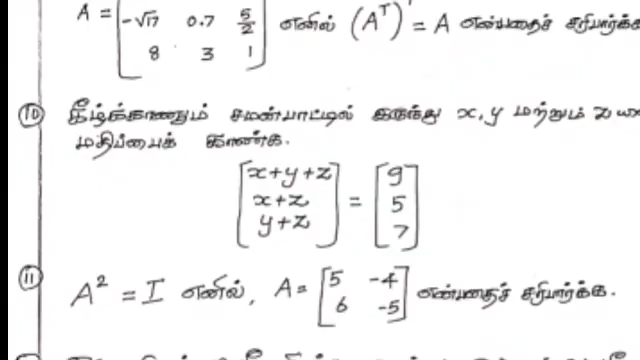 A = [ -√17 0.7 5/2 ] எனில் (Aᵀ)ᵀ = A என்பதைச் சரிபார்க்க
8 3 1
10 கீழ்க்காணும் சமன்பாட்டில் இருந்து x, y மற்றும் z யின்
மதிப்பைக் காண்க.
[ x+y+z ] = [ 9 ]
x+z 5
y+z 7
11 A² = I எனில், A = [ 5 -4 ] என்பதைச் சரிபார்க்க.
6 -5